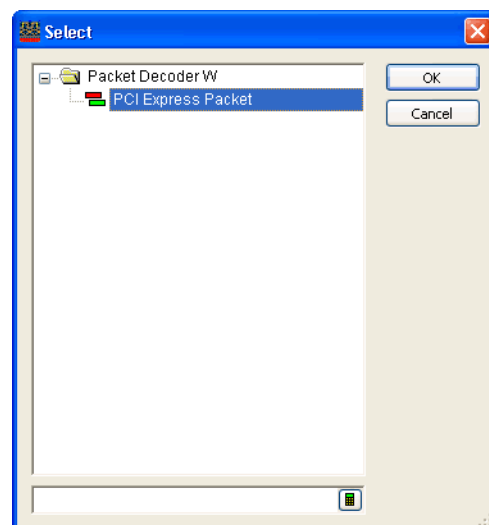 Select
Packet Decoder W
PCI Express Packet
OK
Cancel